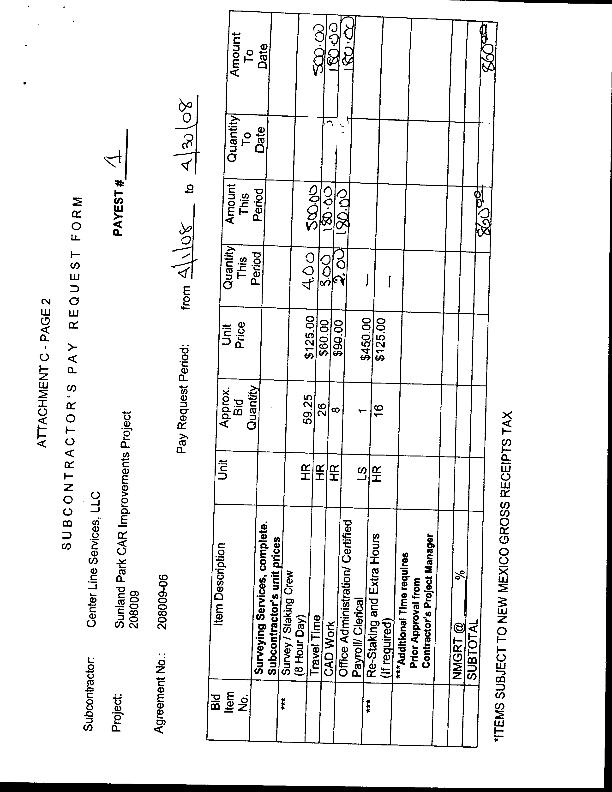 ATTACHMENT C - PAGE 2
SUBCONTRACTOR'S PAY REQUEST FORM
Subcontractor: Center Line Services, LLC
Project: Sunland Park CAR Improvements Project PAYEST # 1
208009
Agreement No.: 208009-06
Pay Request Period: from 4/1/08 to 4/30/08
Bid Item No. Item Description Unit Approx. Bid Quantity Unit Price Quantity This Period Amount This Period Quantity To Date Amount To Date
Surveying Services, complete.
Subcontractor's unit prices
*** Survey / Staking Crew
(8 Hour Day) HR 59.25 $125.00 4.00 500.00 500.00
Travel Time HR 26 $60.00 3.00 180.00 180.00
CAD Work HR 8 $90.00 2.00 180.00 180.00
Office Administration/ Certified
Payroll/ Clerical LS 1 $450.00 —
*** Re-Staking and Extra Hours HR 16 $125.00 —
(if required)
***Additional Time requires
Prior Approval from
Contractor's Project Manager
NMGRT @ %
SUBTOTAL 860.00 860.00
*ITEMS SUBJECT TO NEW MEXICO GROSS RECEIPTS TAX